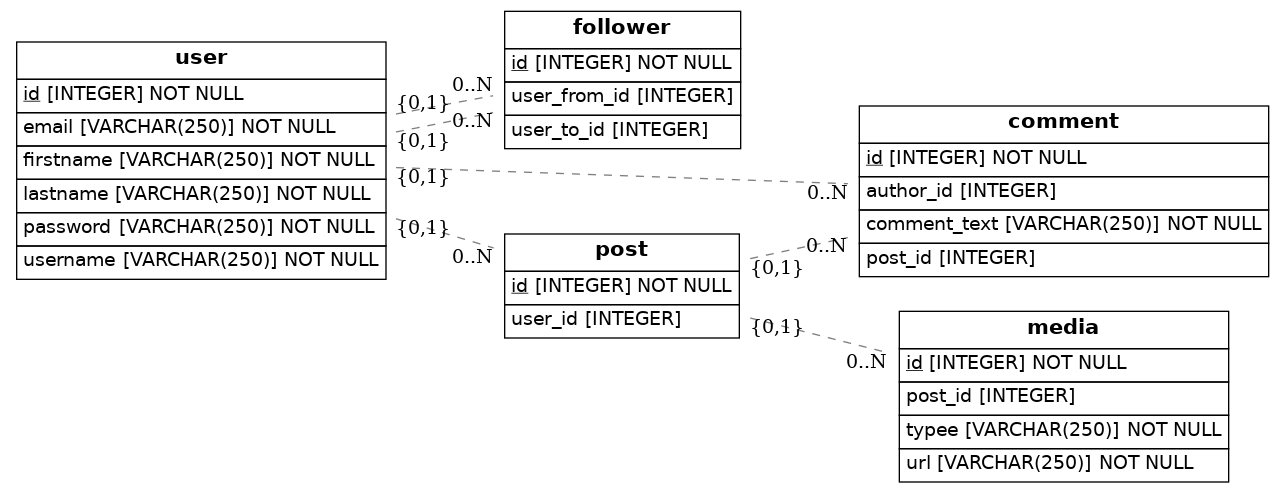 user
id [INTEGER] NOT NULL
email [VARCHAR(250)] NOT NULL
firstname [VARCHAR(250)] NOT NULL
lastname [VARCHAR(250)] NOT NULL
password [VARCHAR(250)] NOT NULL
username [VARCHAR(250)] NOT NULL
follower
id [INTEGER] NOT NULL
user_from_id [INTEGER]
user_to_id [INTEGER]
0..N
{0,1}
0..N
{0,1}
{0,1}
0..N
{0,1}
0..N
comment
id [INTEGER] NOT NULL
author_id [INTEGER]
comment_text [VARCHAR(250)] NOT NULL
post_id [INTEGER]
post
id [INTEGER] NOT NULL
user_id [INTEGER]
0..N
{0,1}
{0,1}
0..N
media
id [INTEGER] NOT NULL
post_id [INTEGER]
typee [VARCHAR(250)] NOT NULL
url [VARCHAR(250)] NOT NULL